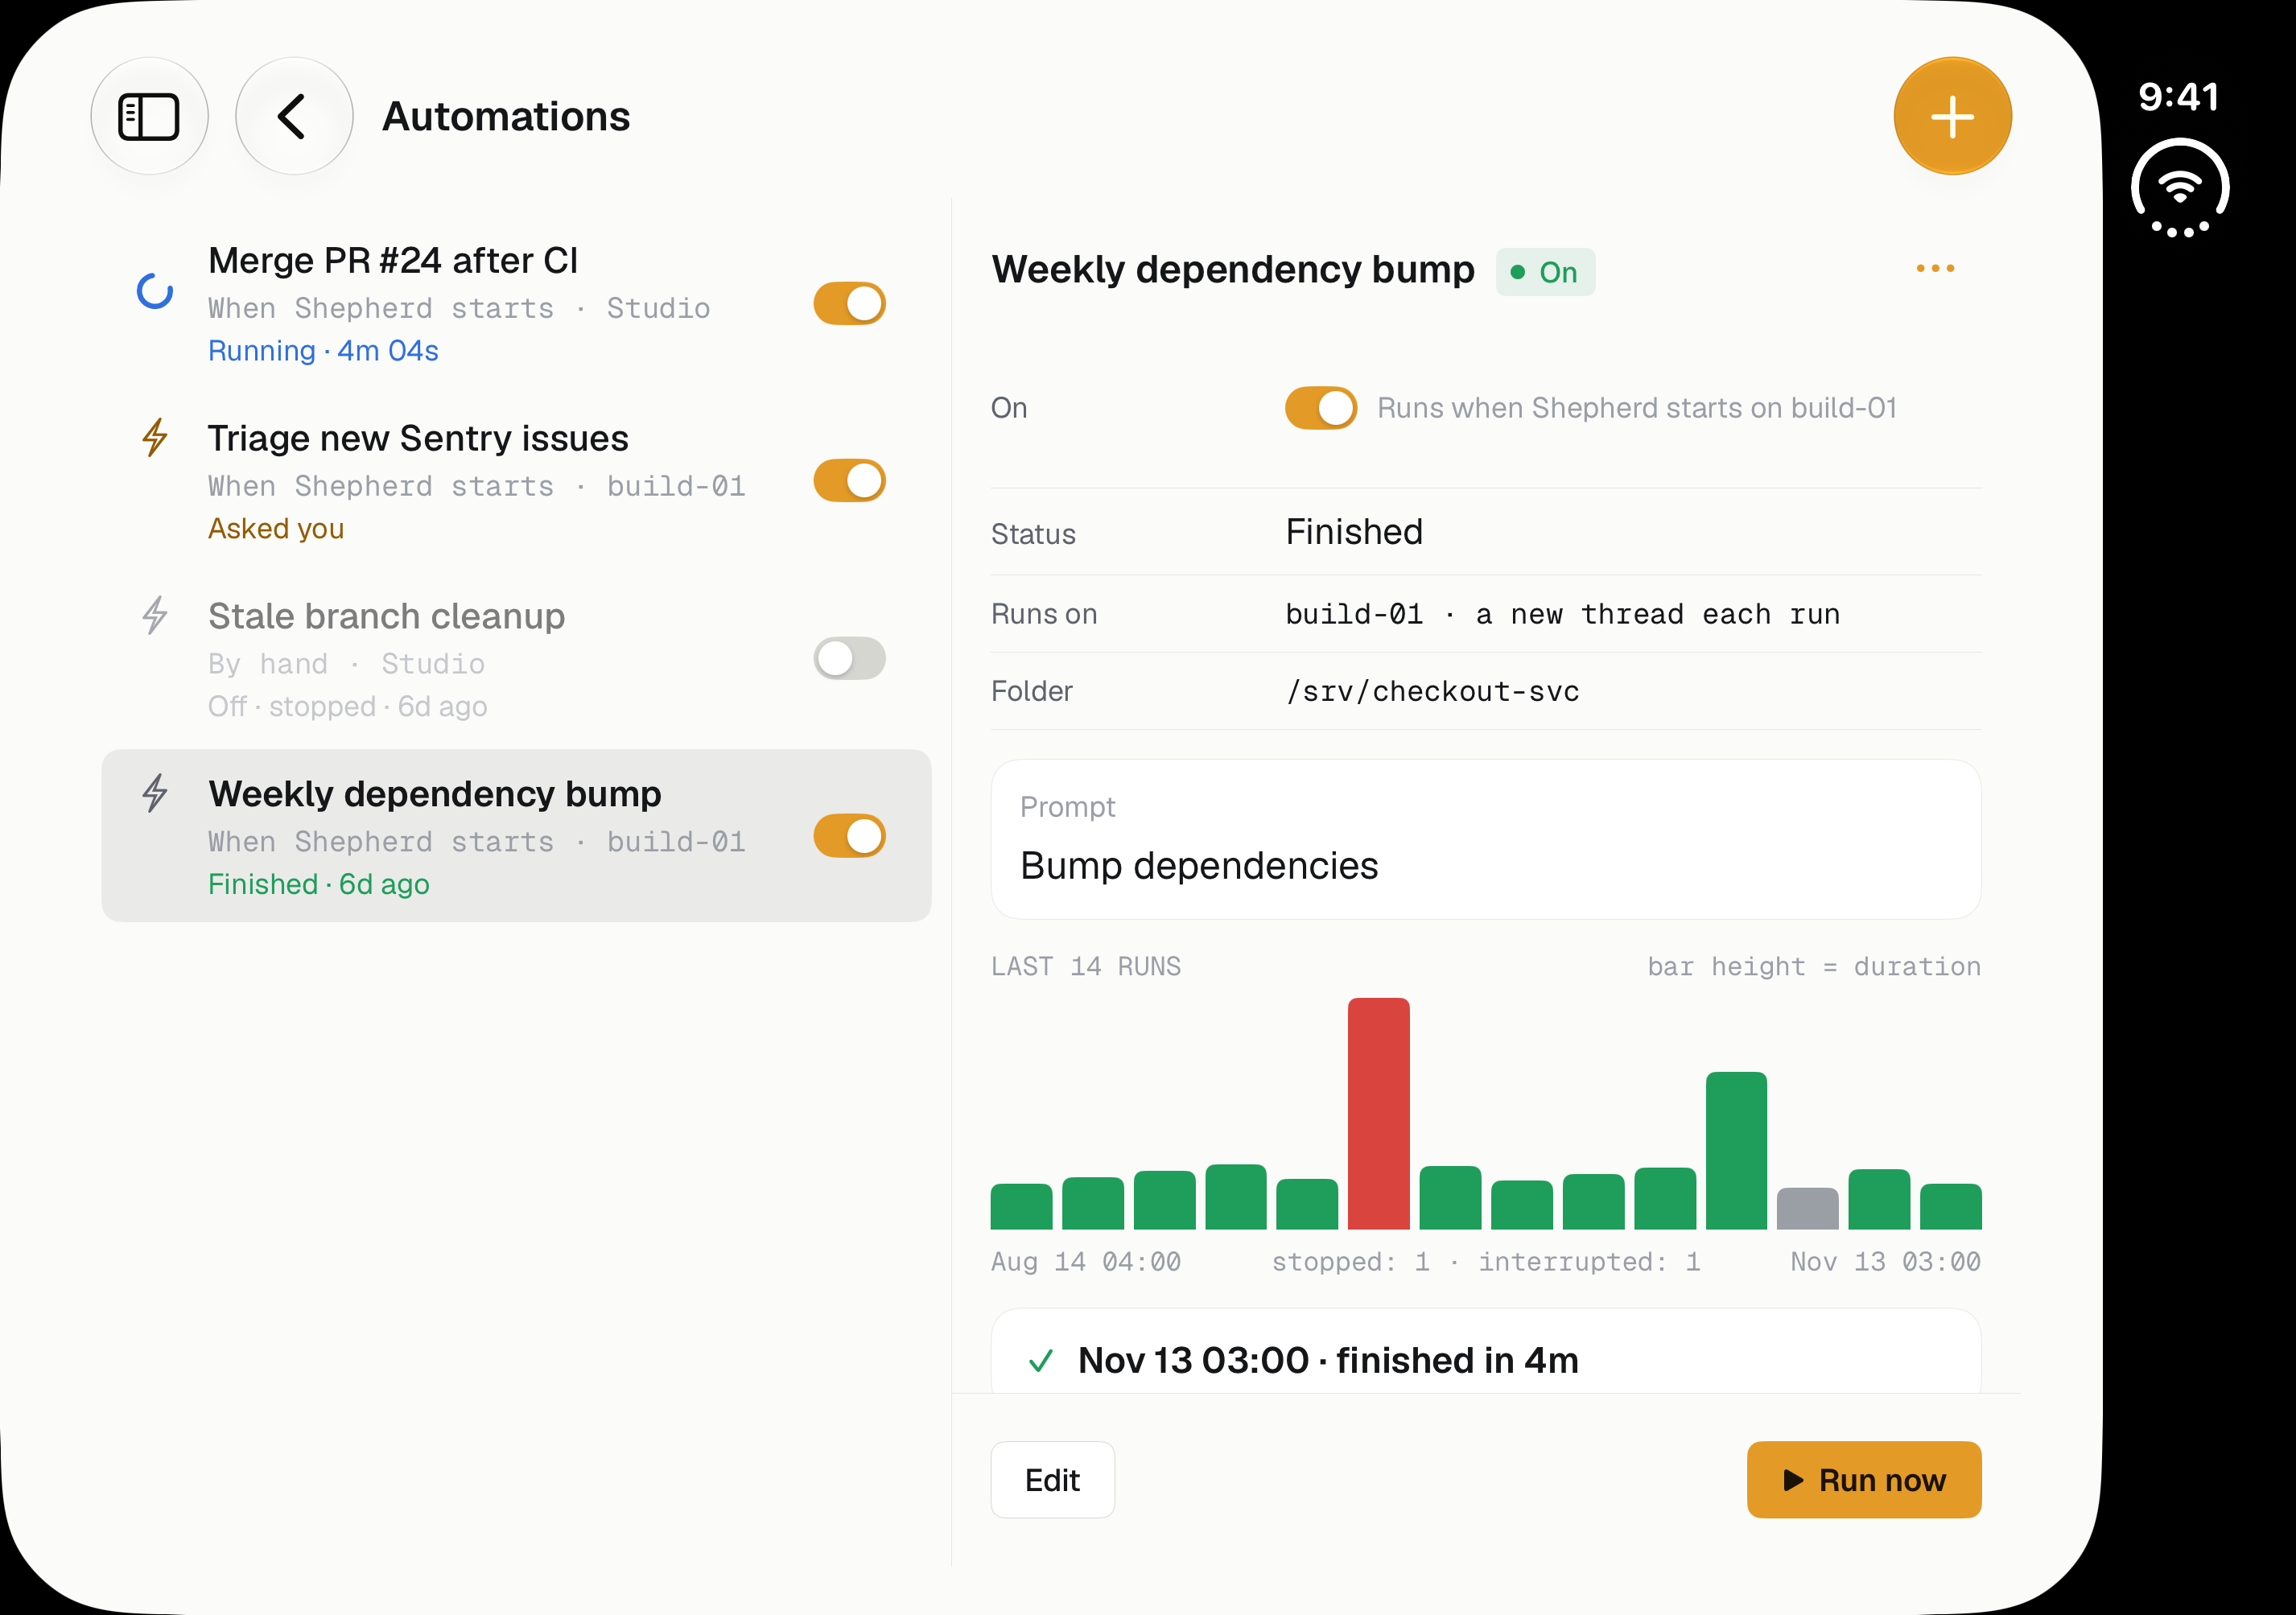 9:41
Automations
Merge PR #24 after CI
When Shepherd starts · Studio
Running · 4m 04s
Triage new Sentry issues
When Shepherd starts · build-01
Asked you
Stale branch cleanup
By hand · Studio
Off · stopped · 6d ago
Weekly dependency bump
When Shepherd starts · build-01
Finished · 6d ago
Weekly dependency bump
On
On
Runs when Shepherd starts on build-01
Status
Finished
Runs on
build-01 · a new thread each run
Folder
/srv/checkout-svc
Prompt
Bump dependencies
LAST 14 RUNS
bar height = duration
Aug 14 04:00
stopped: 1 · interrupted: 1
Nov 13 03:00
Nov 13 03:00 · finished in 4m
Edit
Run now